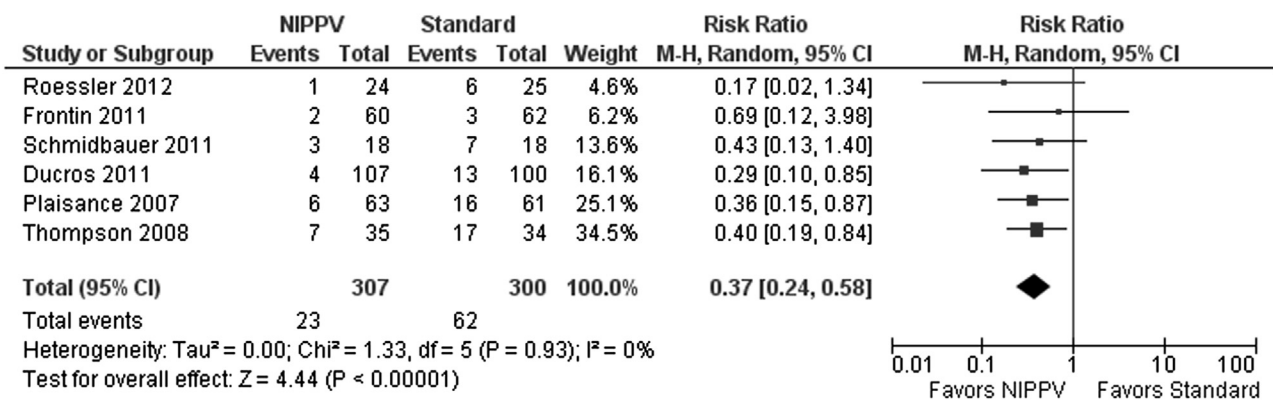 NIPPV Standard Risk Ratio Risk Ratio
Study or Subgroup Events Total Events Total Weight M-H, Random, 95% CI M-H, Random, 95% CI
Roessler 2012 1 24 6 25 4.6% 0.17 [0.02, 1.34]
Frontin 2011 2 60 3 62 6.2% 0.69 [0.12, 3.98]
Schmidbauer 2011 3 18 7 18 13.6% 0.43 [0.13, 1.40]
Ducros 2011 4 107 13 100 16.1% 0.29 [0.10, 0.85]
Plaisance 2007 6 63 16 61 25.1% 0.36 [0.15, 0.87]
Thompson 2008 7 35 17 34 34.5% 0.40 [0.19, 0.84]
Total (95% CI) 307 300 100.0% 0.37 [0.24, 0.58]
Total events 23 62
Heterogeneity: Tau² = 0.00; Chi² = 1.33, df = 5 (P = 0.93); I² = 0%
Test for overall effect: Z = 4.44 (P < 0.00001)
0.01 0.1 1 10 100
Favors NIPPV Favors Standard